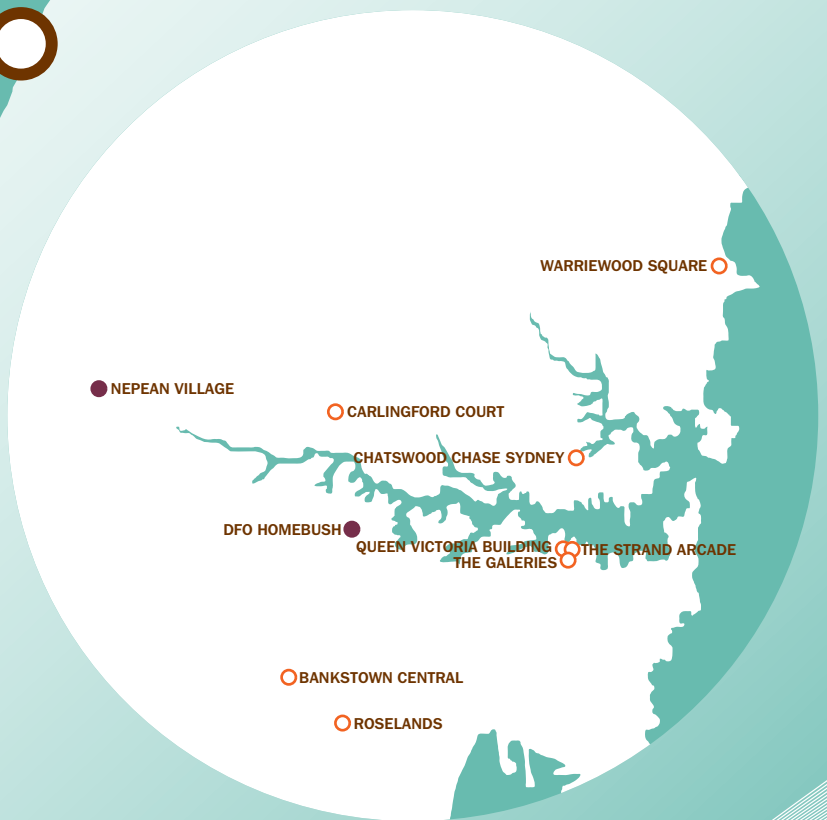 WARRIEWOOD SQUARE
NEPEAN VILLAGE
CARLINGFORD COURT
CHATSWOOD CHASE SYDNEY
DFO HOMEBUSH
QUEEN VICTORIA BUILDING
THE STRAND ARCADE
THE GALERIES
BANKSTOWN CENTRAL
ROSELANDS